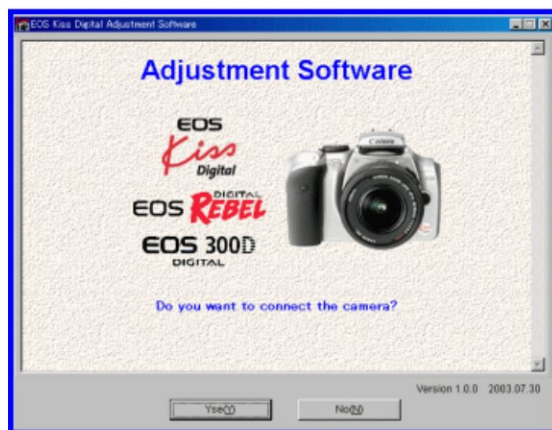 EOS Kiss Digital Adjustment Software
Adjustment Software
EOS
Kiss
Digital
Canon
DIGITAL
EOS REBEL
EOS 300D
DIGITAL
Do you want to connect the camera?
Version 1.0.0 2003.07.30
Yse(Y) No(N)